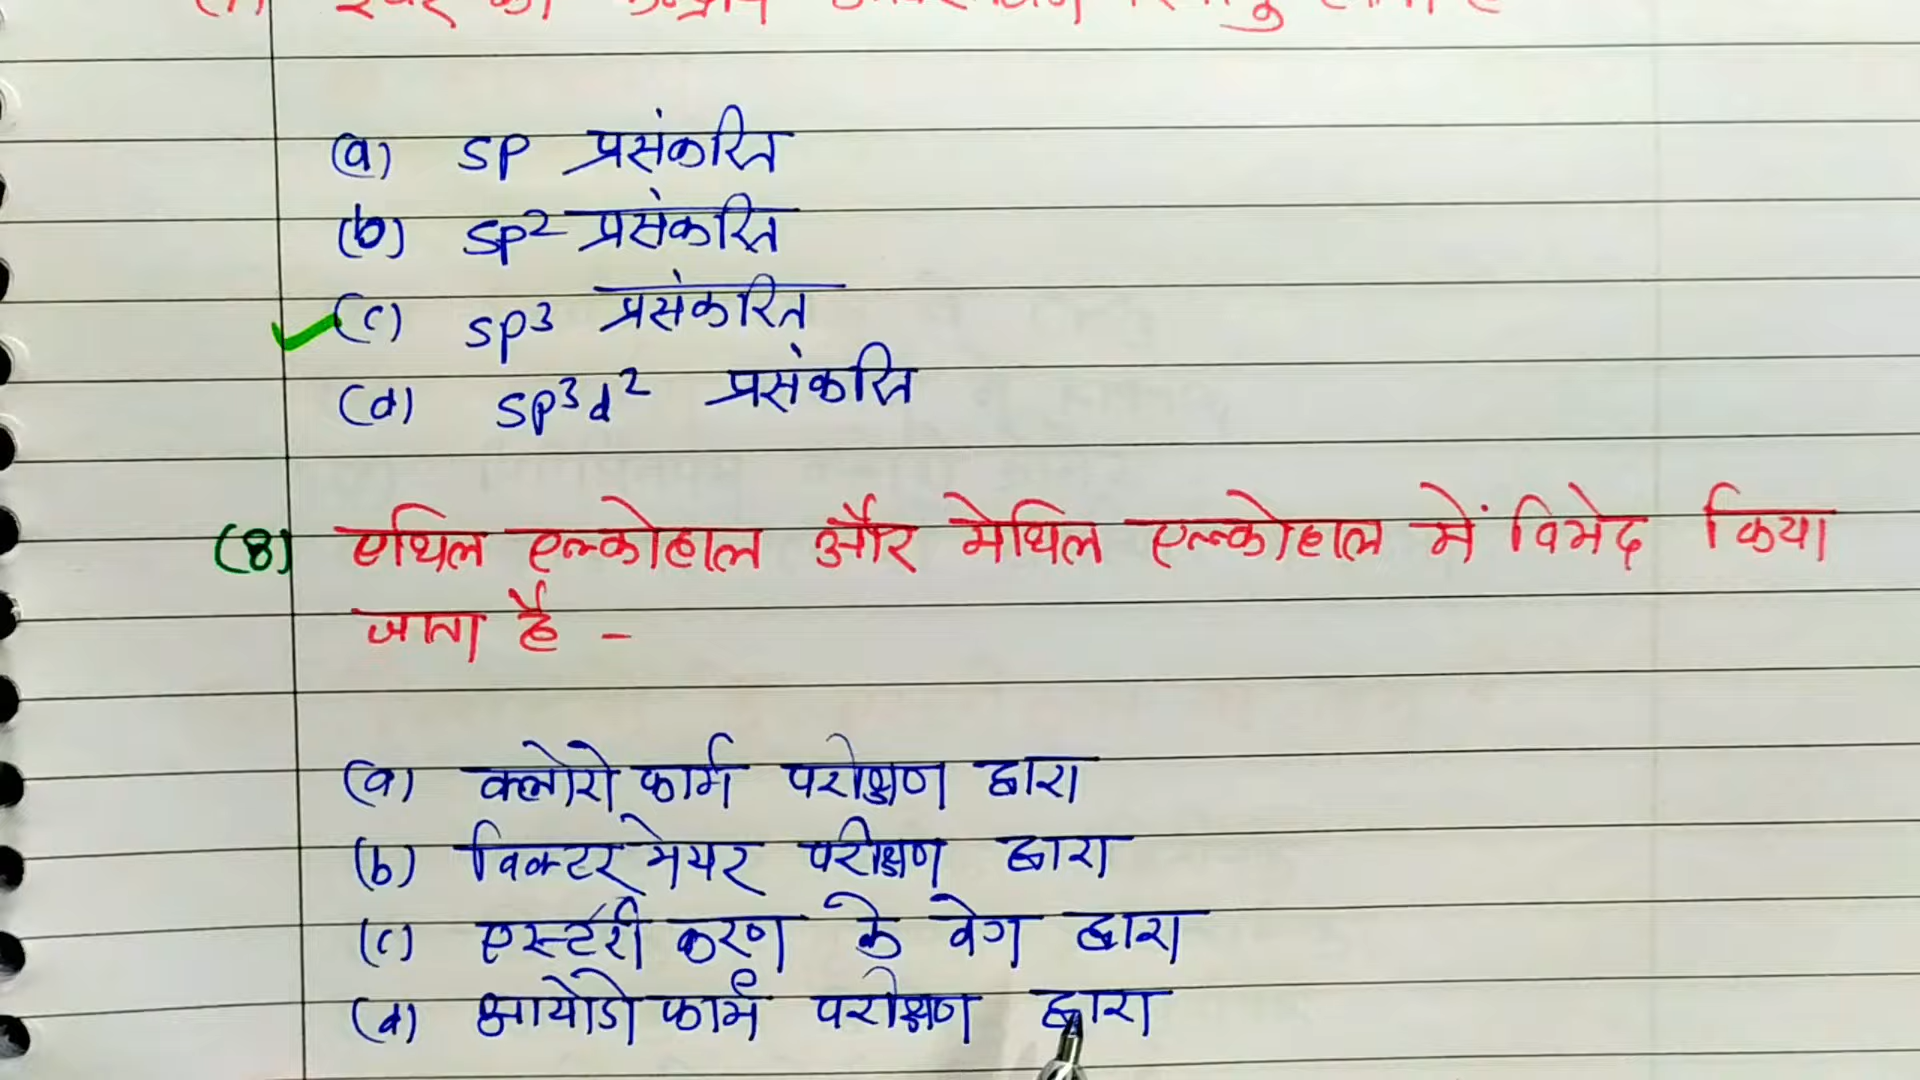 (a) sp प्रसंकरित
(b) sp² प्रसंकरित
(c) sp³ प्रसंकरित
(d) sp³d² प्रसंकरित
(8) एथिल एल्कोहाल और मेथिल एल्कोहाल में विभेद किया
जाता है -
(a) क्लोरो फार्म परीक्षण द्वारा
(b) विक्टर मेयर परीक्षण द्वारा
(c) एस्टेरी करण के वेग द्वारा
(d) आयोडो फार्म परीक्षण द्वारा